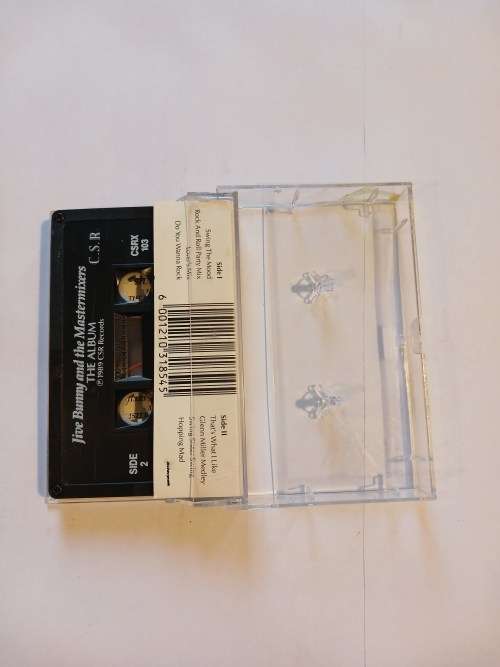 Jive Bunny and the Mastermixers
THE ALBUM
℗ 1989 CSR Records
C.S.R
SIDE
2
CSRX
103
Side I
Swing The Mood
Rock And Roll Party Mix
Lover's Mix
Do You Wanna Rock
6 001210 318545
Side II
That's What I Like
Glenn Miller Medley
Swing Sister Swing
Hopping Mad